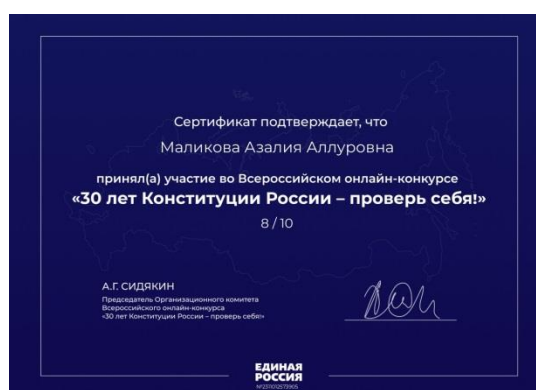 Сертификат подтверждает, что
Маликова Азалия Аллуровна
принял(а) участие во Всероссийском онлайн-конкурсе
«30 лет Конституции России – проверь себя!»
8 / 10
А.Г. СИДЯКИН
Председатель Организационного комитета
Всероссийского онлайн-конкурса
«30 лет Конституции России – проверь себя!»
ЕДИНАЯ
РОССИЯ